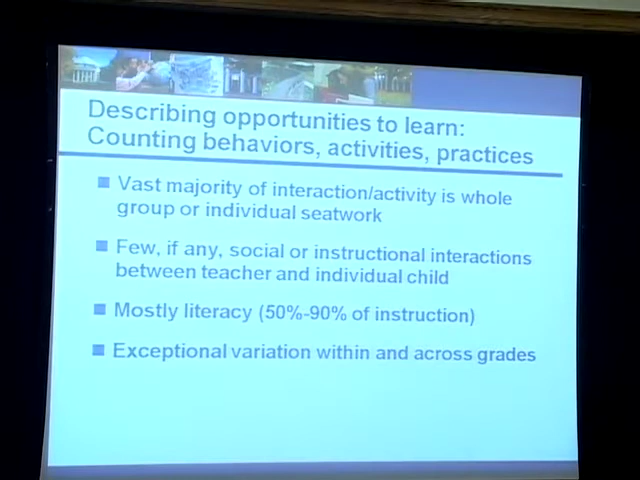 Describing opportunities to learn:
Counting behaviors, activities, practices
Vast majority of interaction/activity is whole
group or individual seatwork
Few, if any, social or instructional interactions
between teacher and individual child
Mostly literacy (50%-90% of instruction)
Exceptional variation within and across grades